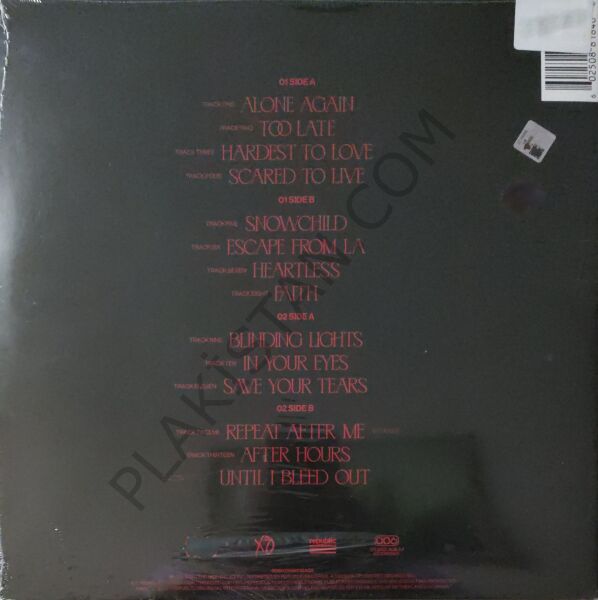 01 SIDE A
TRACK ONE ALONE AGAIN
TRACK TWO TOO LATE
TRACK THREE HARDEST TO LOVE
TRACK FOUR SCARED TO LIVE
01 SIDE B
TRACK FIVE SNOWCHILD
TRACK SIX ESCAPE FROM LA
TRACK SEVEN HEARTLESS
TRACK EIGHT FAITH
02 SIDE A
TRACK NINE BLINDING LIGHTS
TRACK TEN IN YOUR EYES
TRACK ELEVEN SAVE YOUR TEARS
02 SIDE B
TRACK TWELVE REPEAT AFTER ME
TRACK THIRTEEN AFTER HOURS
UNTIL I BLEED OUT
XO
republic
PLAKiSTAN.COM